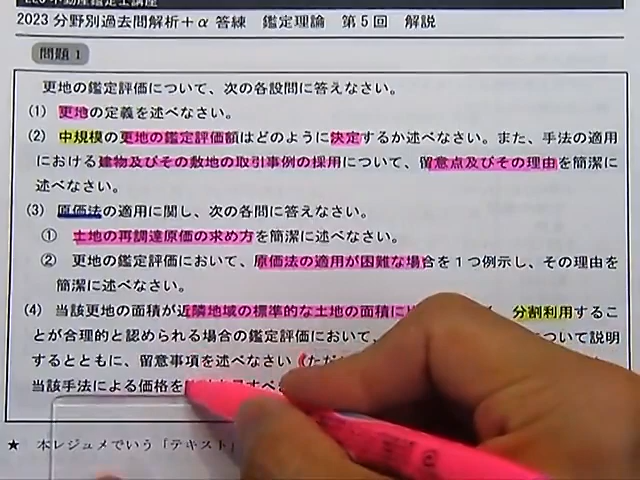 LEC不動産鑑定士講座
2023 分野別過去問解析+α 答練 鑑定理論 第5回 解説
問題1
更地の鑑定評価について、次の各設問に答えなさい。
(1) 更地の定義を述べなさい。
(2) 中規模の更地の鑑定評価額はどのように決定するか述べなさい。また、手法の適用
における建物及びその敷地の取引事例の採用について、留意点及びその理由を簡潔に
述べなさい。
(3) 原価法の適用に関し、次の各問に答えなさい。
① 土地の再調達原価の求め方を簡潔に述べなさい。
② 更地の鑑定評価において、原価法の適用が困難な場合を1つ例示し、その理由を
簡潔に述べなさい。
(4) 当該更地の面積が近隣地域の標準的な土地の面積に 分割利用するこ
とが合理的と認められる場合の鑑定評価において、 ついて説明
するとともに、留意事項を述べなさい(ただ
当該手法による価格を
★ 本レジュメでいう「テキスト」